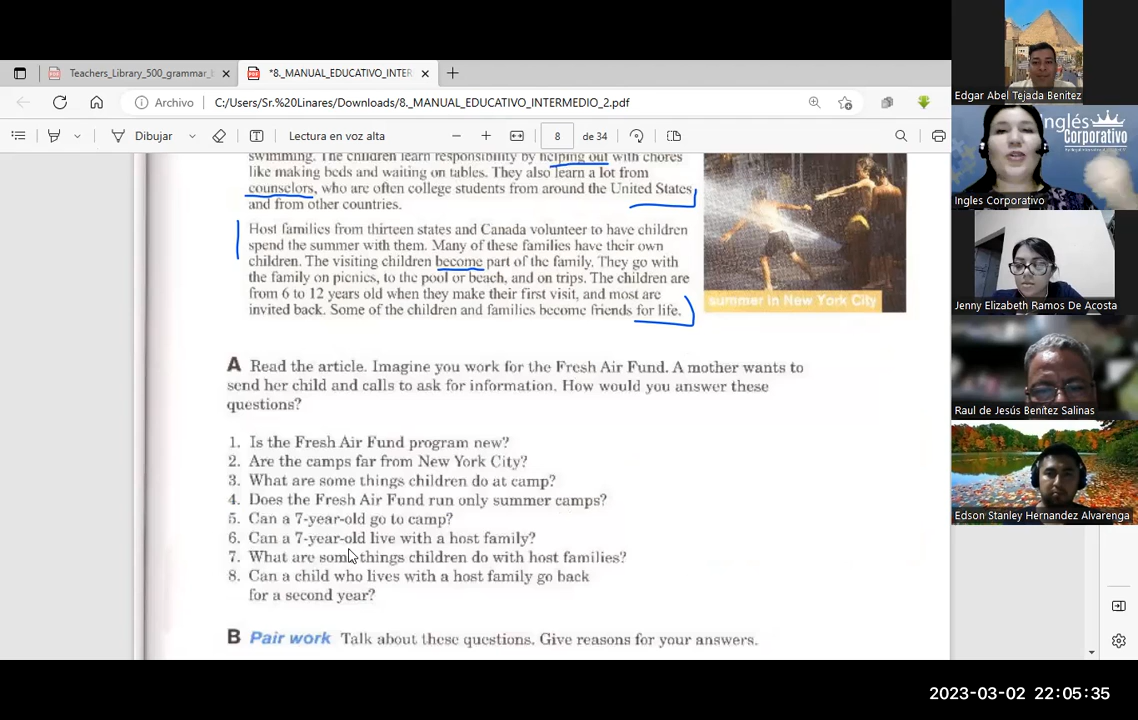 Teachers_Library_500_grammar_l
*8._MANUAL_EDUCATIVO_INTER
Archivo
C:/Users/Sr.%20Linares/Downloads/8._MANUAL_EDUCATIVO_INTERMEDIO_2.pdf
Dibujar
Lectura en voz alta
8
de 34
swimming. The children learn responsibility by helping out with chores
like making beds and waiting on tables. They also learn a lot from
counselors, who are often college students from around the United States
and from other countries.
Host families from thirteen states and Canada volunteer to have children
spend the summer with them. Many of these families have their own
children. The visiting children become part of the family. They go with
the family on picnics, to the pool or beach, and on trips. The children are
from 6 to 12 years old when they make their first visit, and most are
invited back. Some of the children and families become friends for life.
summer in New York City
A Read the article. Imagine you work for the Fresh Air Fund. A mother wants to
send her child and calls to ask for information. How would you answer these
questions?
1. Is the Fresh Air Fund program new?
2. Are the camps far from New York City?
3. What are some things children do at camp?
4. Does the Fresh Air Fund run only summer camps?
5. Can a 7-year-old go to camp?
6. Can a 7-year-old live with a host family?
7. What are some things children do with host families?
8. Can a child who lives with a host family go back
for a second year?
B Pair work Talk about these questions. Give reasons for your answers.
Edgar Abel Tejada Benitez
Inglés
Corporativo
Ingles Corporativo
Jenny Elizabeth Ramos De Acosta
Raul de Jesús Benítez Salinas
Edson Stanley Hernandez Alvarenga
2023-03-02 22:05:35